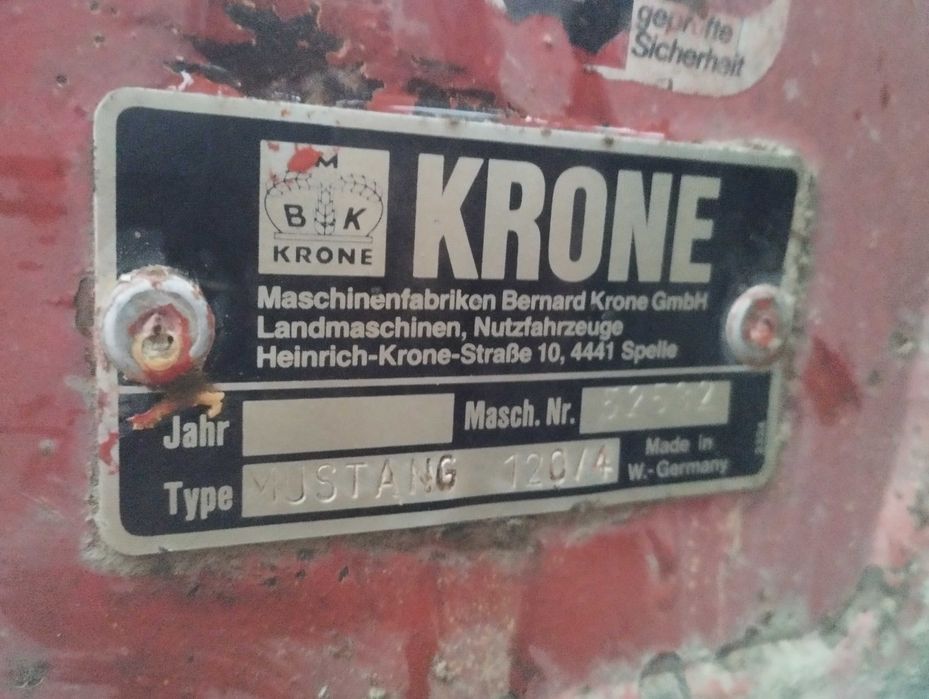 geprüfte
Sicherheit
M
B K
KRONE
KRONE
Maschinenfabriken Bernard Krone GmbH
Landmaschinen, Nutzfahrzeuge
Heinrich-Krone-Straße 10, 4441 Spelle
Jahr
Masch. Nr.
Made in
W.-Germany
Type MUSTANG 120/4